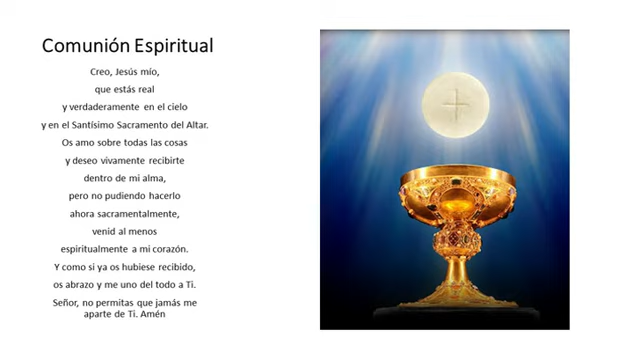 Comunión Espiritual
Creo, Jesús mío,
que estás real
y verdaderamente en el cielo
y en el Santísimo Sacramento del Altar.
Os amo sobre todas las cosas
y deseo vivamente recibirte
dentro de mi alma,
pero no pudiendo hacerlo
ahora sacramentalmente,
venid al menos
espiritualmente a mi corazón.
Y como si ya os hubiese recibido,
os abrazo y me uno del todo a Ti.
Señor, no permitas que jamás me
aparte de Ti. Amén